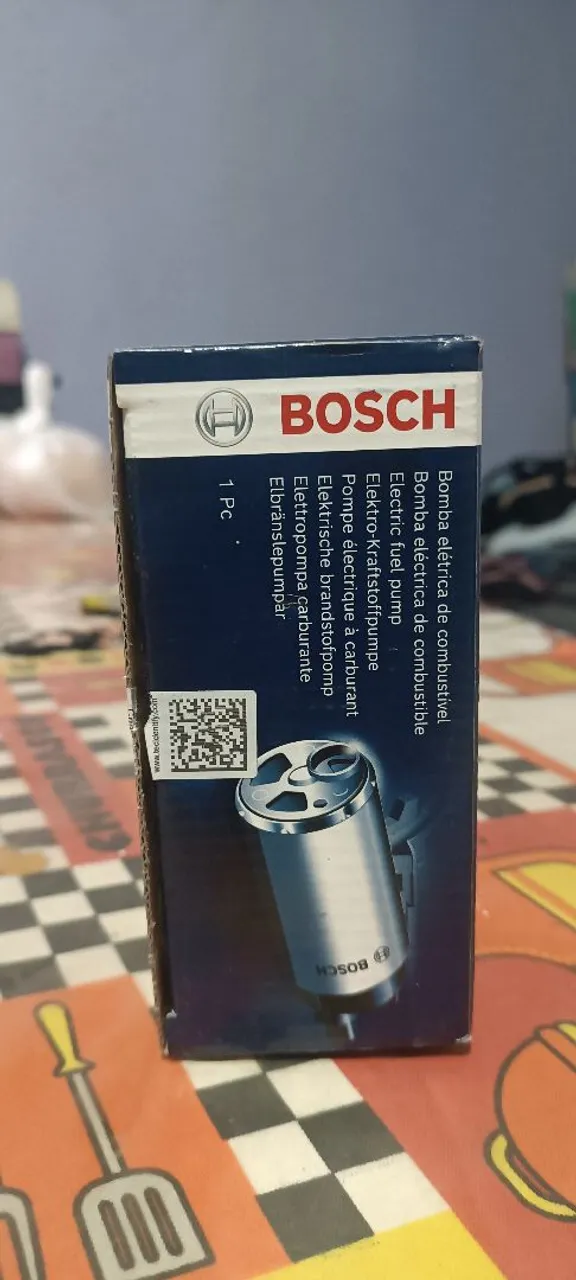 BOSCH
Bomba elétrica de combustível
Bomba eléctrica de combustible
Electric fuel pump
Elektro-Kraftstoffpumpe
Pompe électrique à carburant
Elektrische brandstofpomp
Elettropompa carburante
Elbränslepumpar
1 Pc
BOSCH